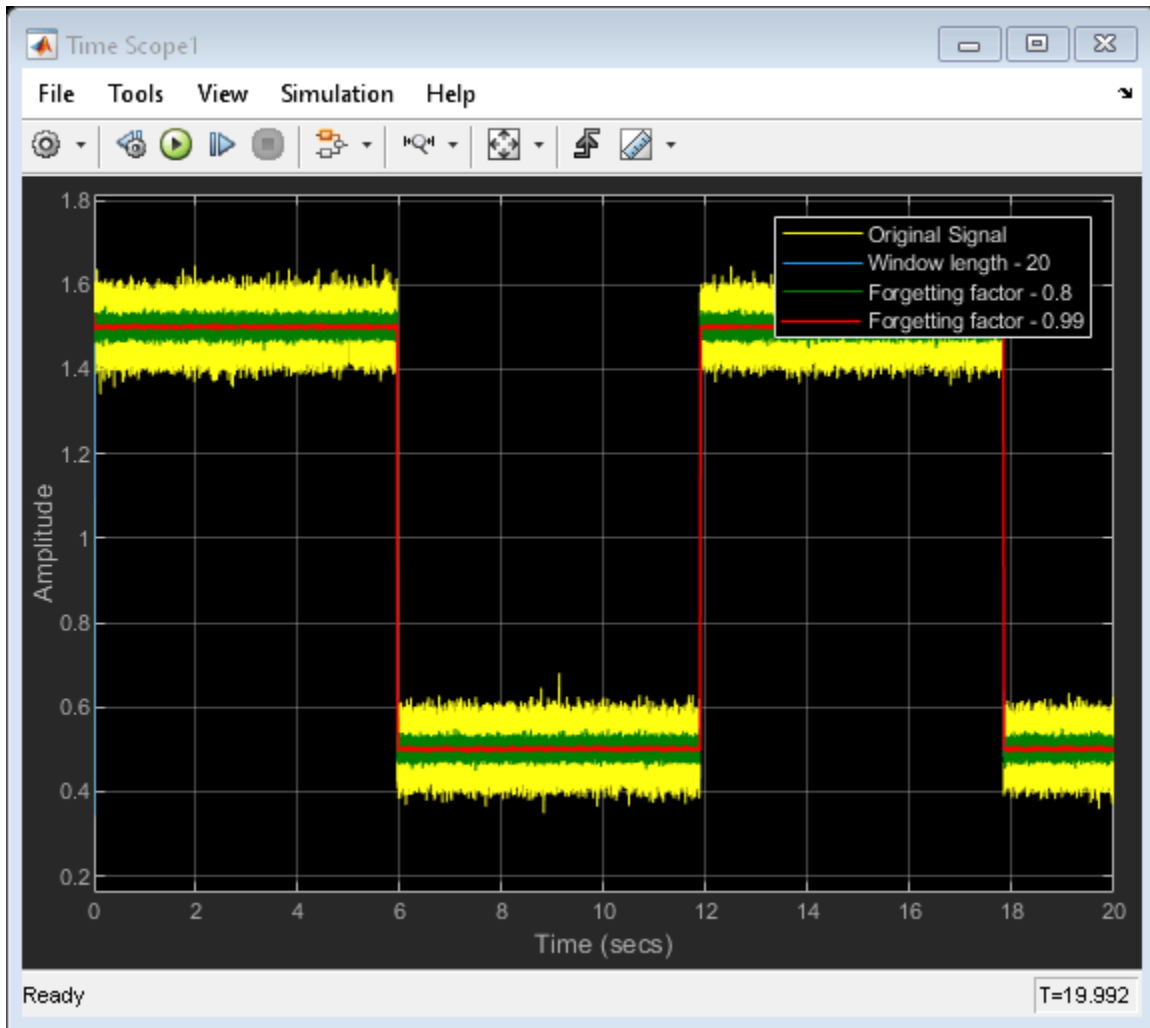 Time Scope1
File Tools View Simulation Help
1.8
1.6
1.4
1.2
1
0.8
0.6
0.4
0.2
Amplitude
Original Signal
Window length - 20
Forgetting factor - 0.8
Forgetting factor - 0.99
0 2 4 6 8 10 12 14 16 18 20
Time (secs)
Ready T=19.992